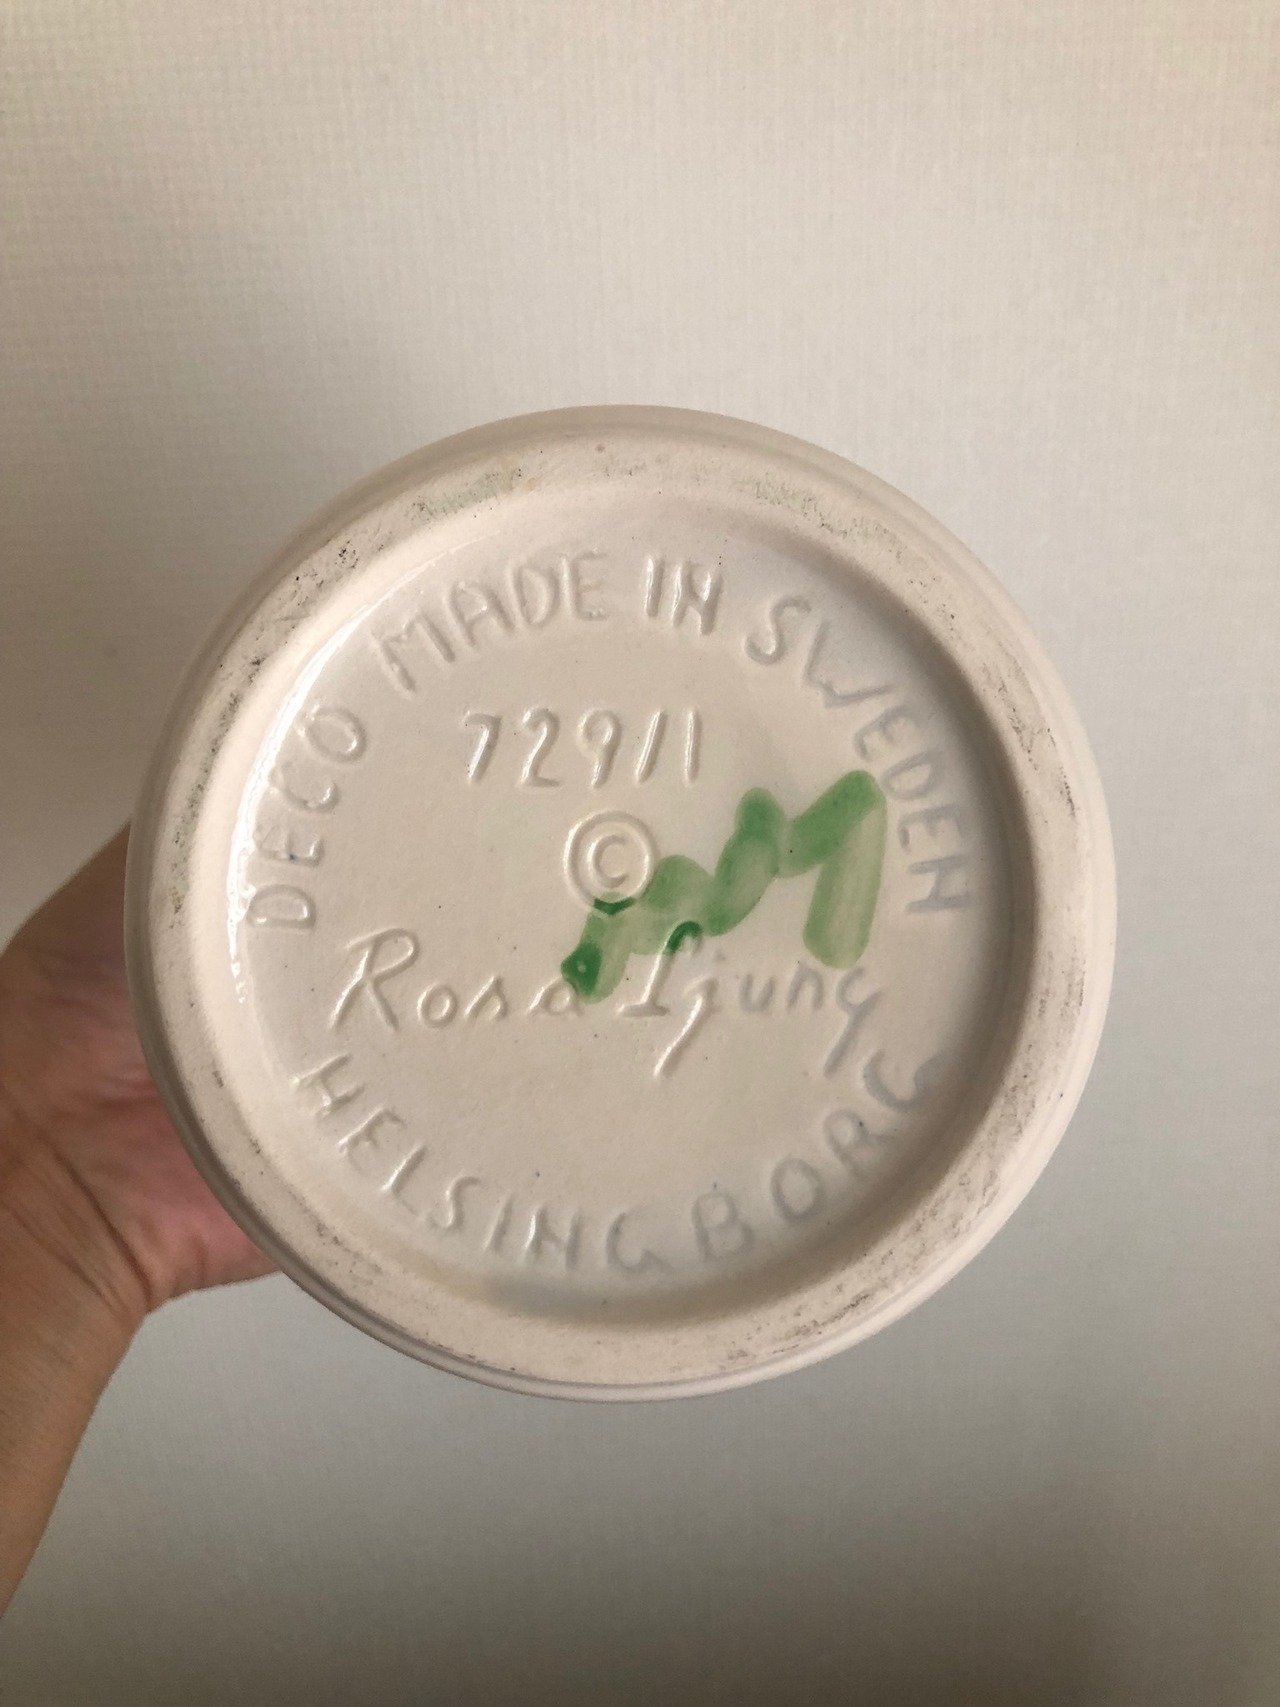 DECO MADE IN SWEDEN
729/1
©
Rosa Ljung
HELSINGBORG